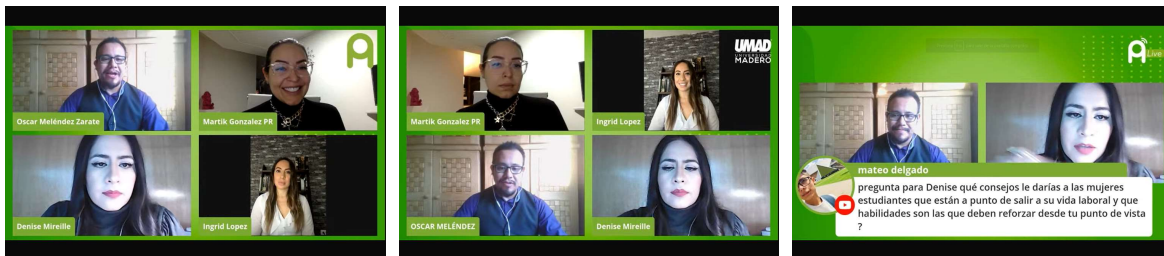 Oscar Meléndez Zarate
Martik Gonzalez PR
Denise Mireille
Ingrid Lopez
UMAD
UNIVERSIDAD
MADERO
Martik Gonzalez PR
Ingrid Lopez
OSCAR MELÉNDEZ
Denise Mireille
Live
mateo delgado
pregunta para Denise qué consejos le darías a las mujeres
estudiantes que están a punto de salir a su vida laboral y que
habilidades son las que deben reforzar desde tu punto de vista
?